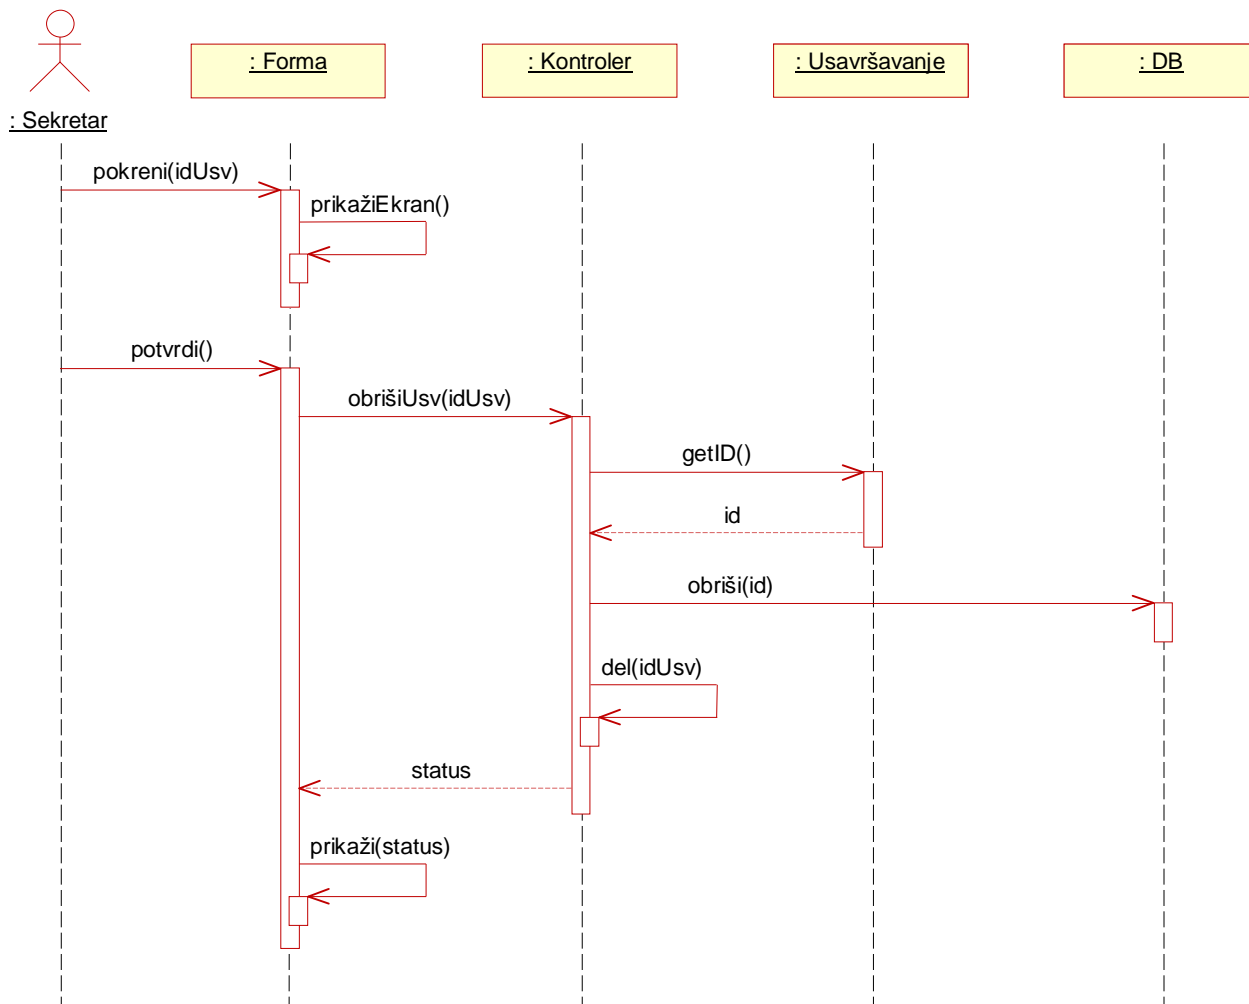 : Forma
: Kontroler
: Usavršavanje
: DB
: Sekretar
pokreni(idUsv)
prikažiEkran()
potvrdi()
obrišiUsv(idUsv)
getID()
id
obriši(id)
del(idUsv)
status
prikaži(status)